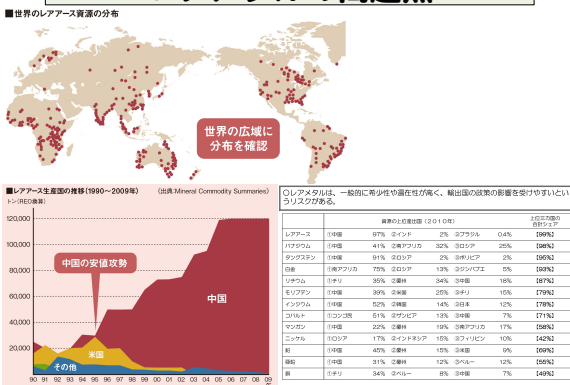 ■世界のレアアース資源の分布
世界の広域に
分布を確認
■レアアース生産国の推移(1990〜2009年) (出典:Mineral Commodity Summaries)
トン(REO換算)
120,000
100,000
80,000
60,000
40,000
20,000
中国の安値攻勢
中国
米国
その他
90 91 92 93 94 95 96 97 98 99 00 01 02 03 04 05 06 07 08 09
〇レアメタルは、一般的に希少性や偏在性が高く、輸出国の政策の影響を受けやすいとい
うリスクがある。
資源の上位産出国(2010年) 上位三カ国の
合計シェア
レアアース ①中国 97% ②インド 2% ③ブラジル 0.4% 【99%】
バナジウム ①中国 41% ②南アフリカ 32% ③ロシア 25% 【98%】
タングステン ①中国 91% ②ロシア 2% ③ボリビア 2% 【95%】
白金 ①南アフリカ 75% ②ロシア 13% ③ジンバブエ 5% 【93%】
リチウム ①チリ 35% ②豪州 34% ③中国 18% 【87%】
モリブデン ①中国 39% ②米国 25% ③チリ 15% 【79%】
インジウム ①中国 52% ②韓国 14% ③日本 12% 【78%】
コバルト ①コンゴ民 51% ②ザンビア 13% ③中国 7% 【71%】
マンガン ①中国 22% ②豪州 19% ③南アフリカ 17% 【58%】
ニッケル ①ロシア 17% ②インドネシア 15% ③フィリピン 10% 【42%】
鉛 ①中国 45% ②豪州 15% ③米国 9% 【69%】
亜鉛 ①中国 31% ②豪州 12% ③ペルー 12% 【56%】
銅 ①チリ 34% ②ペルー 8% ③中国 7% 【49%】